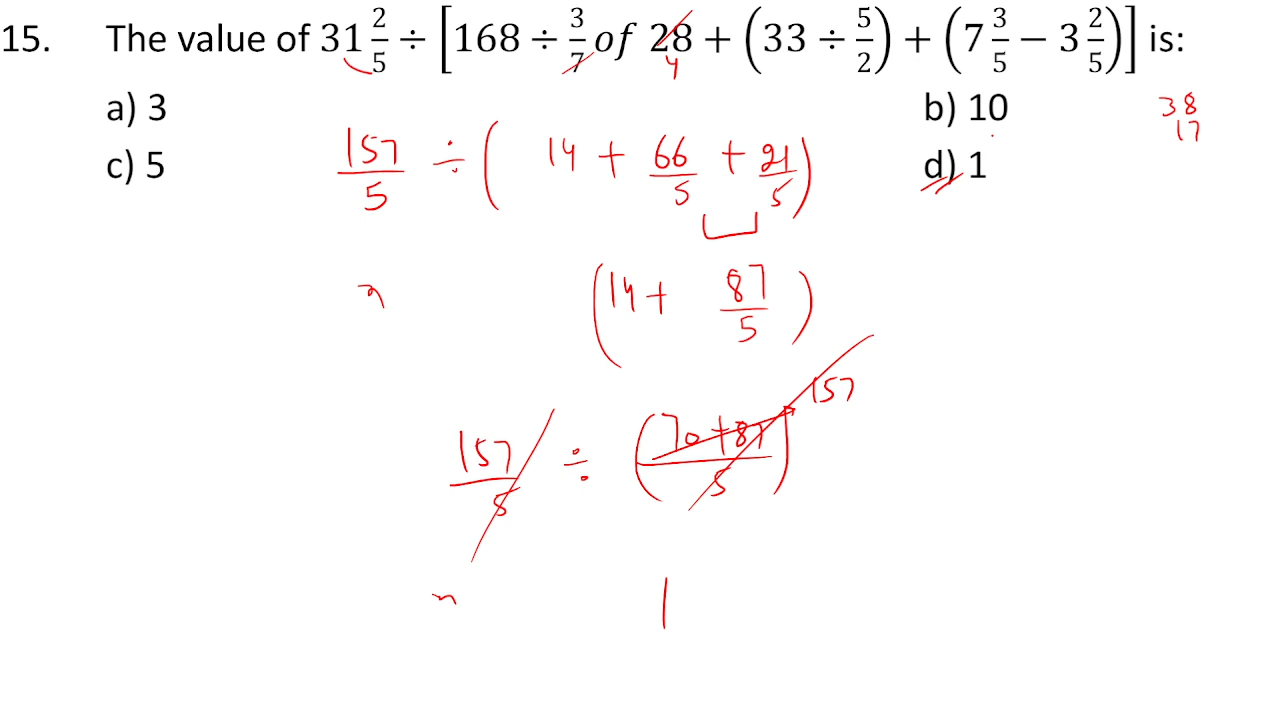 15. The value of 31 2/5 ÷ [168 ÷ 3/7 of 28 + (33 ÷ 5/2) + (7 3/5 − 3 2/5)] is:
4
a) 3
b) 10
38
17
c) 5
d) 1
157/5 ÷ ( 14 + 66/5 + 21/5 )
( 14 + 87/5 )
157
157/5 ÷ ( 70+87/5 )
1